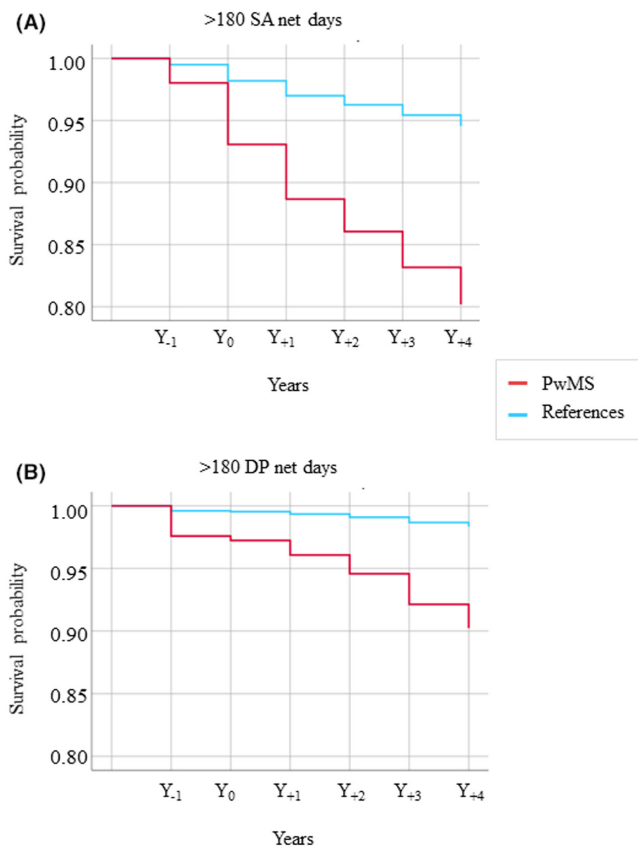 (A)
>180 SA net days
Survival probability
1.00
0.95
0.90
0.85
0.80
Y-1 Y0 Y+1 Y+2 Y+3 Y+4
Years
PwMS
References
(B)
>180 DP net days
Survival probability
1.00
0.95
0.90
0.85
0.80
Y-1 Y0 Y+1 Y+2 Y+3 Y+4
Years